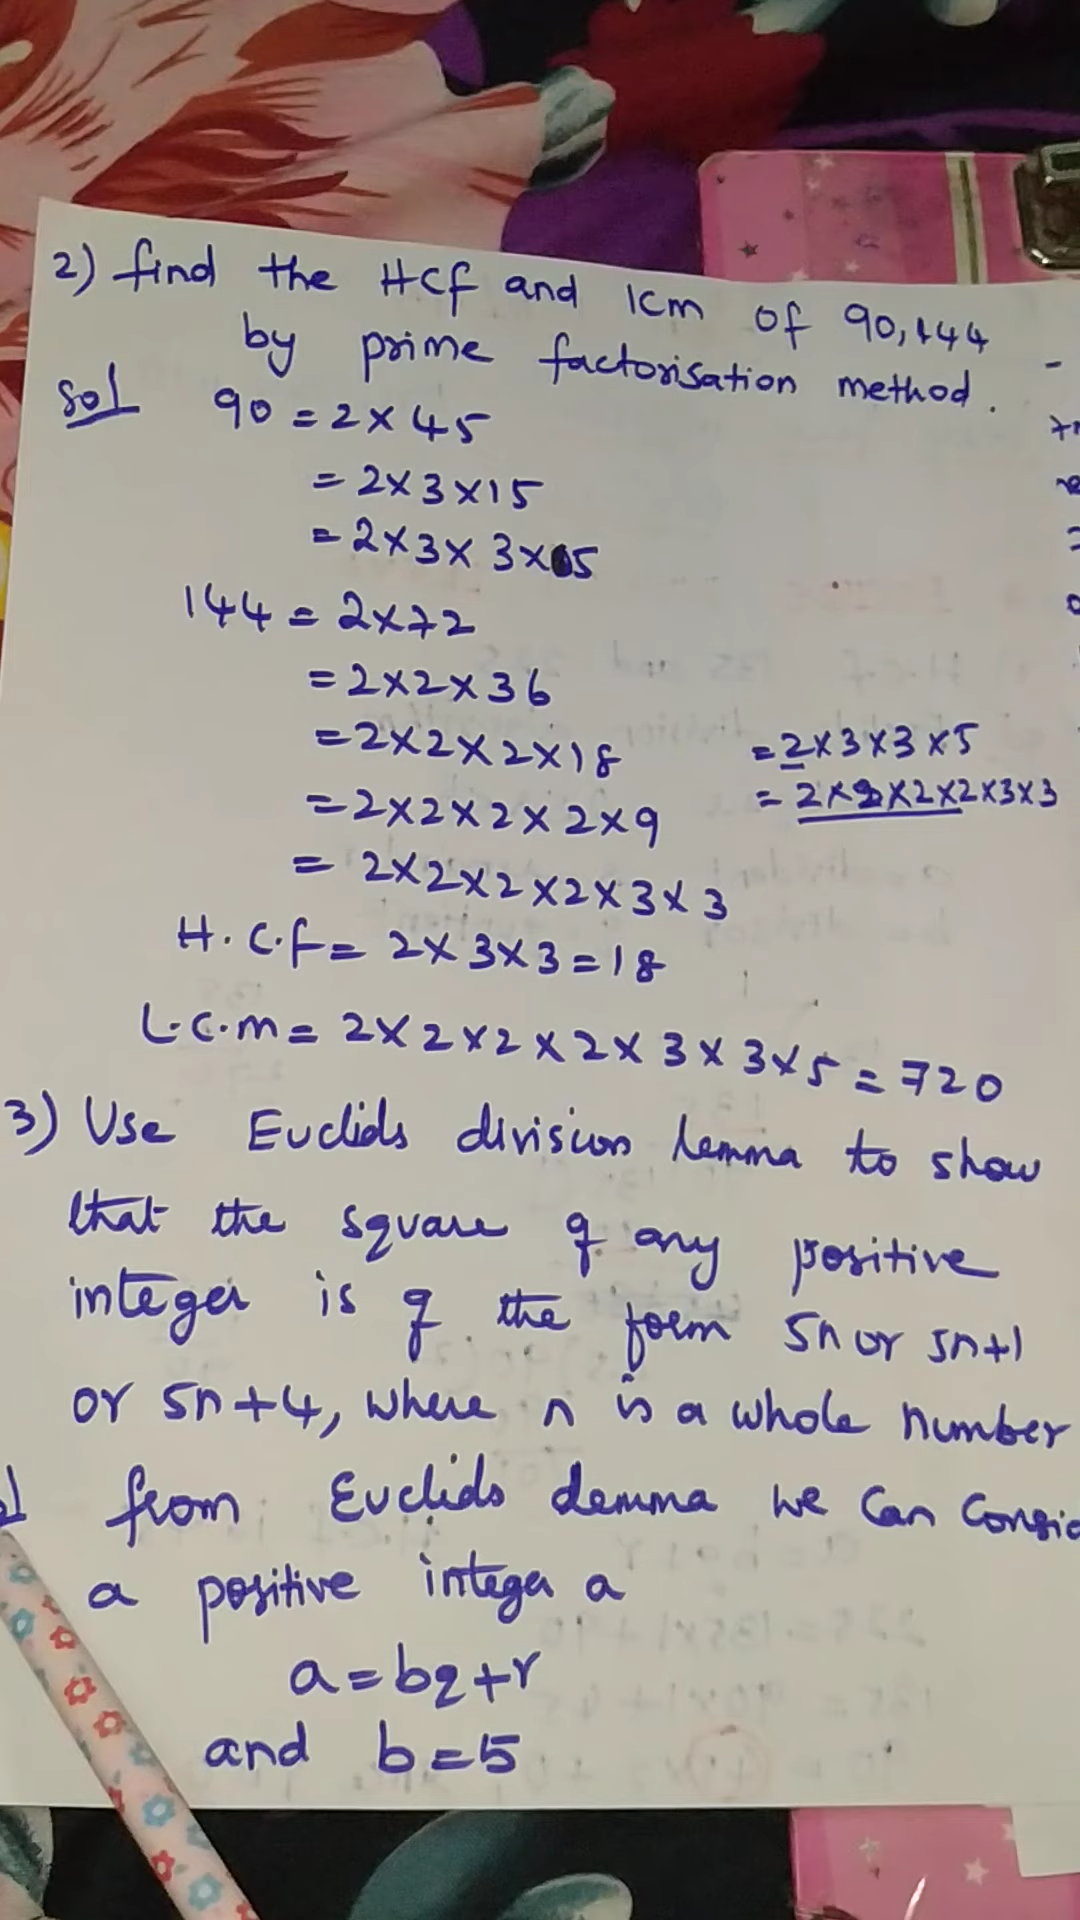 2) find the HCf and lcm of 90,144
by prime factorisation method.
Sol 90 = 2 × 45
= 2×3×15
= 2×3×3×5
144 = 2×72
= 2×2×36
= 2×2×2×18
= 2×3×3×5
= 2×2×2×2×3×3
= 2×2×2×2×9
= 2×2×2×2×3×3
H.C.f = 2×3×3=18
L.C.m = 2×2×2×2×3×3×5 = 720
3) Use Euclids division lemma to show
that the square of any positive
integer is of the form 5n or 5n+1
or 5n+4, where n is a whole number
from Euclids lemma we can
a positive integer a
a=bq+r
and b=5